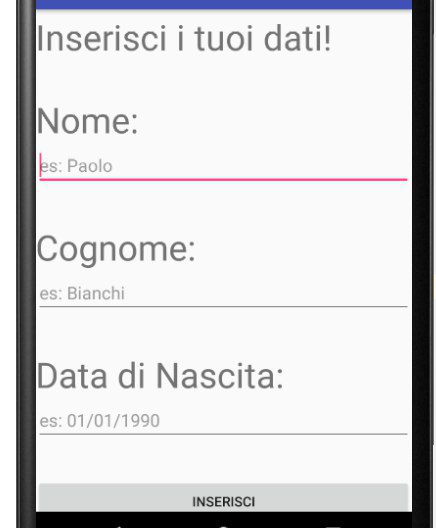 Inserisci i tuoi dati!
Nome:
es: Paolo
Cognome:
es: Bianchi
Data di Nascita:
es: 01/01/1990
INSERISCI